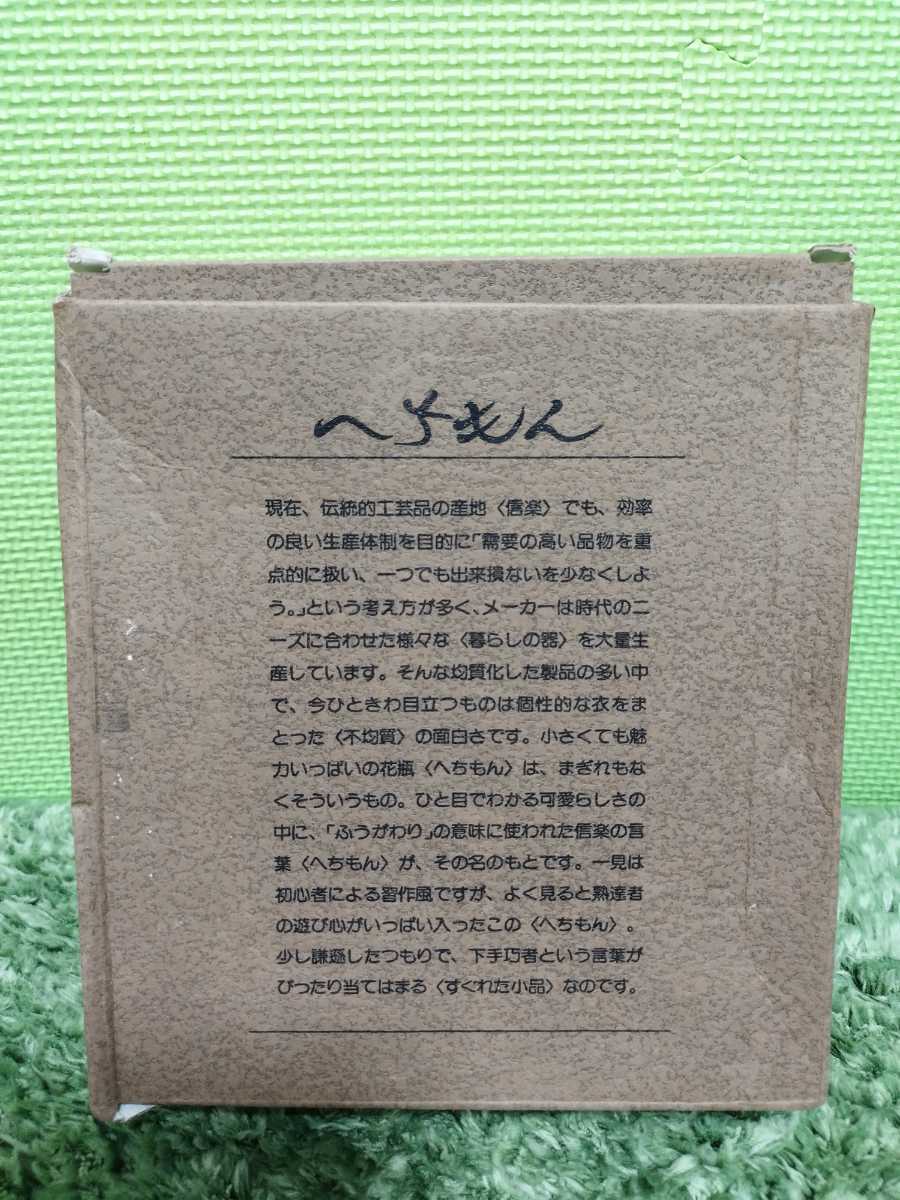 へちもん
現在、伝統的工芸品の産地〈信楽〉でも、効率
の良い生産体制を目的に「需要の高い品物を重
点的に扱い、一つでも出来損ないを少なくしよ
う。」という考え方が多く、メーカーは時代のニ
ーズに合わせた様々な〈暮らしの器〉を大量生
産しています。そんな均質化した製品の多い中
で、今ひときわ目立つものは個性的な衣をま
とった〈不均質〉の面白さです。小さくても魅
力いっぱいの花瓶〈へちもん〉は、まぎれもな
くそういうもの。ひと目でわかる可愛らしさの
中に、「ふうがわり」の意味に使われた信楽の言
葉〈へちもん〉が、その名のもとです。一見は
初心者による習作風ですが、よく見ると熟達者
の遊び心がいっぱい入ったこの〈へちもん〉。
少し謙遜したつもりで、下手巧者という言葉が
ぴったり当てはまる〈すぐれた小品〉なのです。